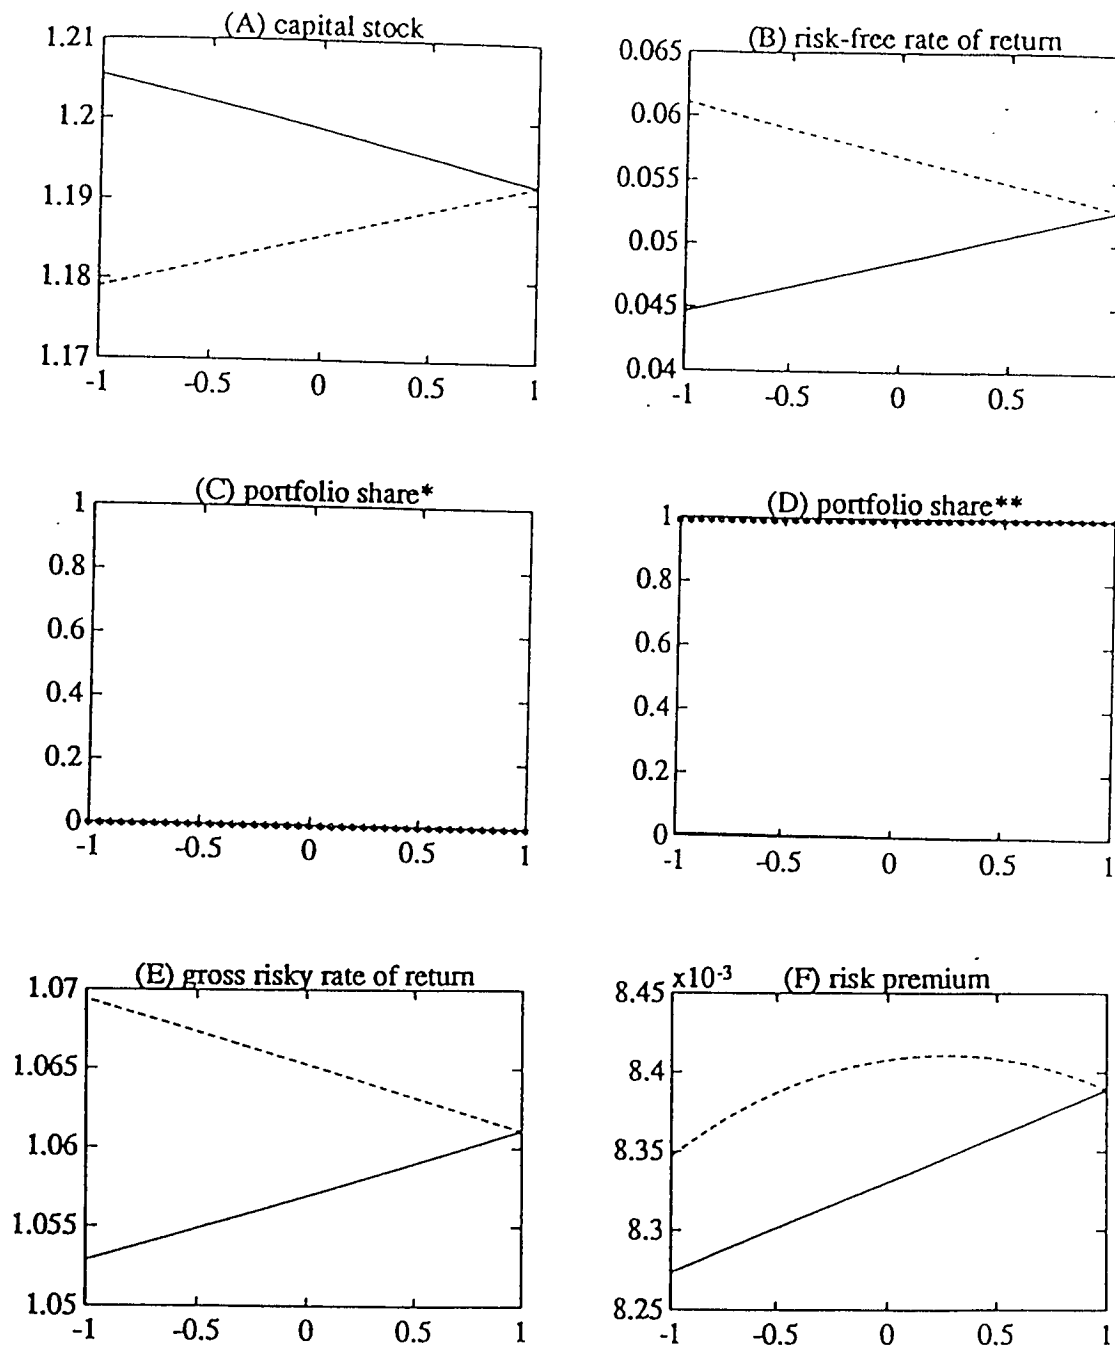 (A) capital stock
1.21
1.2
1.19
1.18
1.17
-1 -0.5 0 0.5 1
(B) risk-free rate of return
0.065
0.06
0.055
0.05
0.045
0.04
-1 -0.5 0 0.5
(C) portfolio share*
1
0.8
0.6
0.4
0.2
0
-1 -0.5 0 0.5 1
(D) portfolio share**
1
0.8
0.6
0.4
0.2
0
-1 -0.5 0 0.5 1
(E) gross risky rate of return
1.07
1.065
1.06
1.055
1.05
-1 -0.5 0 0.5 1
(F) risk premium
x10-3
8.45
8.4
8.35
8.3
8.25
-1 -0.5 0 0.5 1